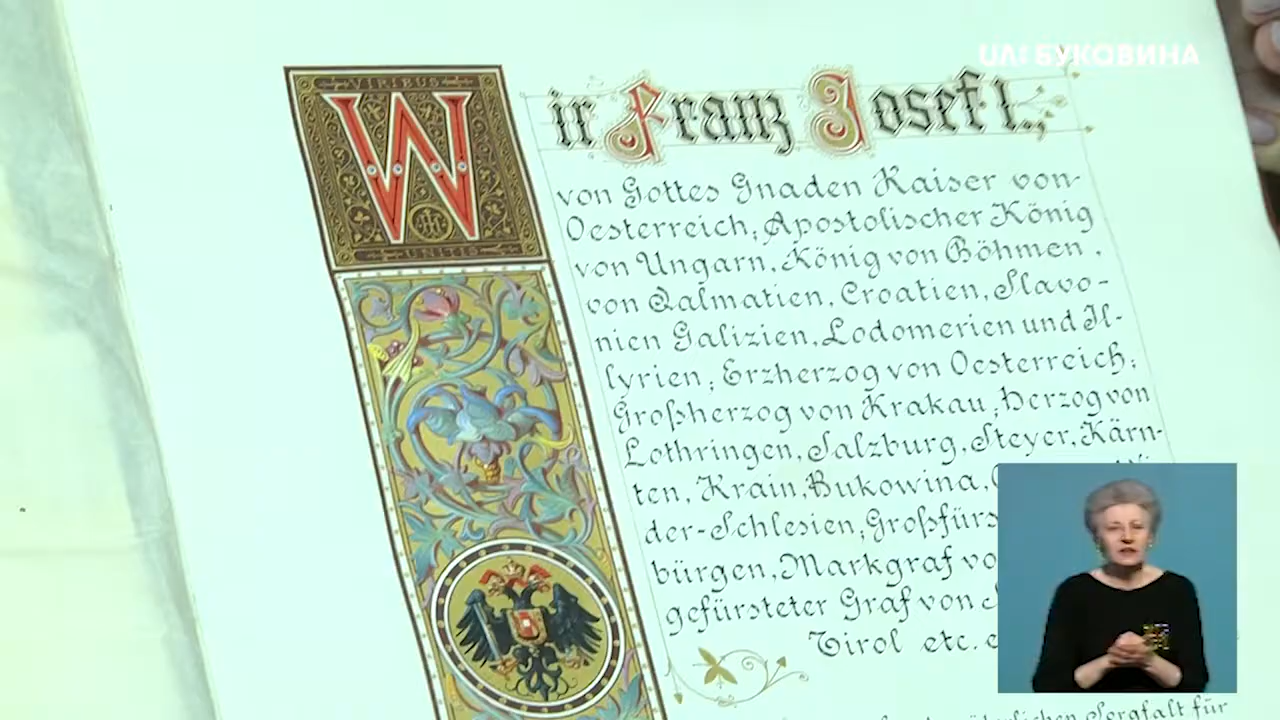 UA: БУКОВИНА
VIRIBUS
UNITIS
Wir Franz Josef I.,
von Gottes Gnaden Kaiser von
Oesterreich, Apostolischer König
von Ungarn, König von Böhmen,
von Dalmatien, Croatien, Slavo-
nien Galizien, Lodomerien und Il-
lyrien; Erzherzog von Oesterreich;
Großherzog von Krakau; Herzog von
Lothringen, Salzburg, Steyer, Kärn-
ten, Krain, Bukowina,
der-Schlesien; Großfürs
bürgen, Markgraf vo
gefürsteter Graf von
Tirol etc. e
Sorgfalt für